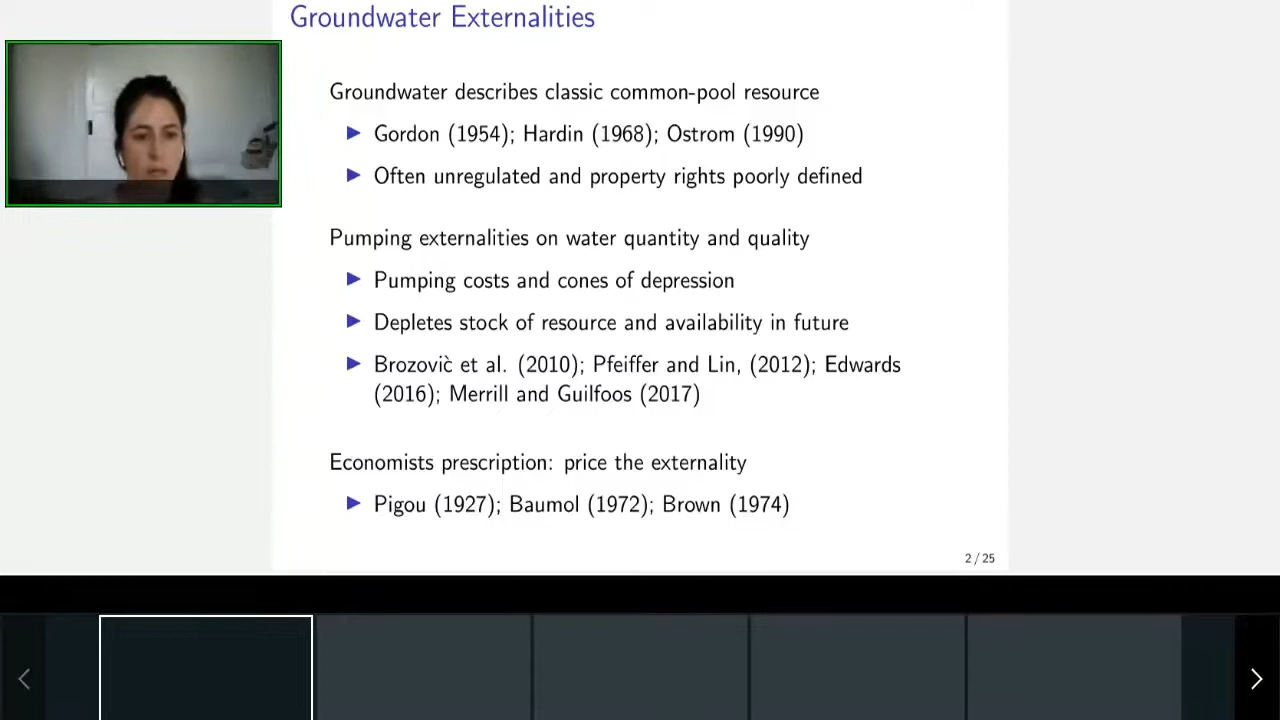 Groundwater Externalities
Groundwater describes classic common-pool resource
Gordon (1954); Hardin (1968); Ostrom (1990)
Often unregulated and property rights poorly defined
Pumping externalities on water quantity and quality
Pumping costs and cones of depression
Depletes stock of resource and availability in future
Brozovič et al. (2010); Pfeiffer and Lin, (2012); Edwards
(2016); Merrill and Guilfoos (2017)
Economists prescription: price the externality
Pigou (1927); Baumol (1972); Brown (1974)
2 / 25